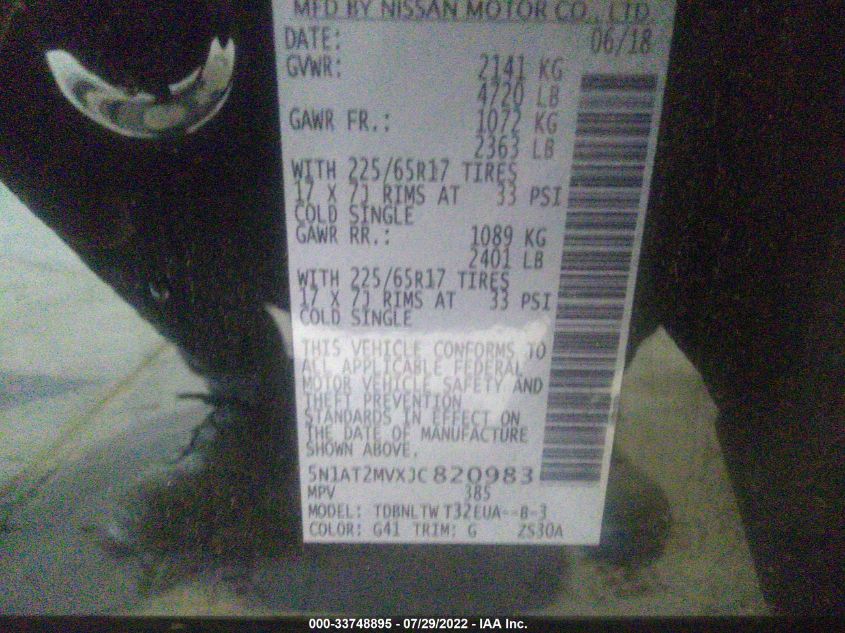 MFD BY NISSAN MOTOR CO., LTD.
DATE: 06/18
GVWR: 2141 KG
4720 LB
GAWR FR.: 1072 KG
2363 LB
WITH 225/65R17 TIRES
17 X 7J RIMS AT 33 PSI
COLD SINGLE
GAWR RR.: 1089 KG
2401 LB
WITH 225/65R17 TIRES
17 X 7J RIMS AT 33 PSI
COLD SINGLE
THIS VEHICLE CONFORMS TO
ALL APPLICABLE FEDERAL
MOTOR VEHICLE SAFETY AND
THEFT PREVENTION
STANDARDS IN EFFECT ON
THE DATE OF MANUFACTURE
SHOWN ABOVE.
5N1AT2MVXJC820983
MPV 385
MODEL: TDBNLTW T32EUA--B-3
COLOR: G41 TRIM: G ZS30A
000-33748895 - 07/29/2022 - IAA Inc.